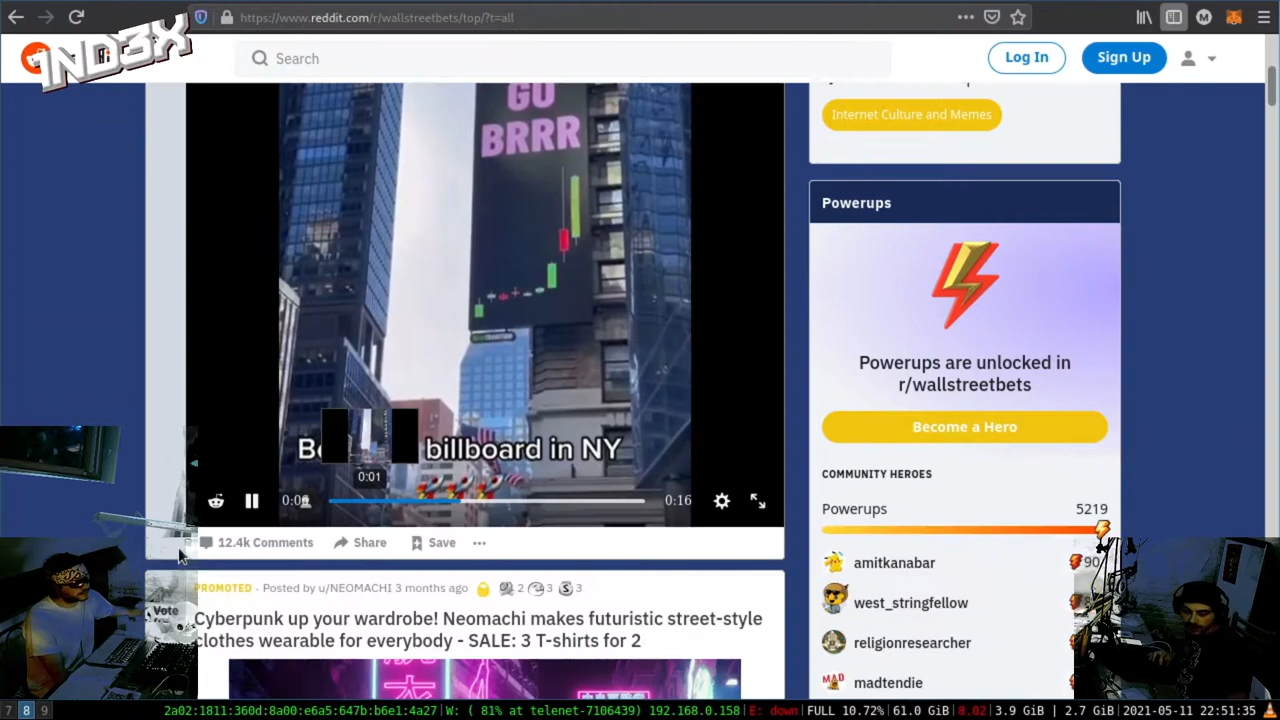 https://www.reddit.com/r/wallstreetbets/top/?t=all
1ND3X
Search
Log In
Sign Up
GO
BRRR
billboard in NY
0:01
0:16
12.4k Comments
Share
Save
PROMOTED · Posted by u/NEOMACHI 3 months ago 2 3 3
Vote
Cyberpunk up your wardrobe! Neomachi makes futuristic street-style
clothes wearable for everybody - SALE: 3 T-shirts for 2
Internet Culture and Memes
Powerups
Powerups are unlocked in
r/wallstreetbets
Become a Hero
COMMUNITY HEROES
Powerups 5219
amitkanabar 90
west_stringfellow
religionresearcher
madtendie
7 8 9 2a02:1811:360d:8a00:e6a5:647b:b6e1:4a27|W: ( 81% at telenet-7106439) 192.168.0.158|E: down|FULL 10.72%|61.0 GiB|8.02|3.9 GiB | 2.7 GiB|2021-05-11 22:51:35